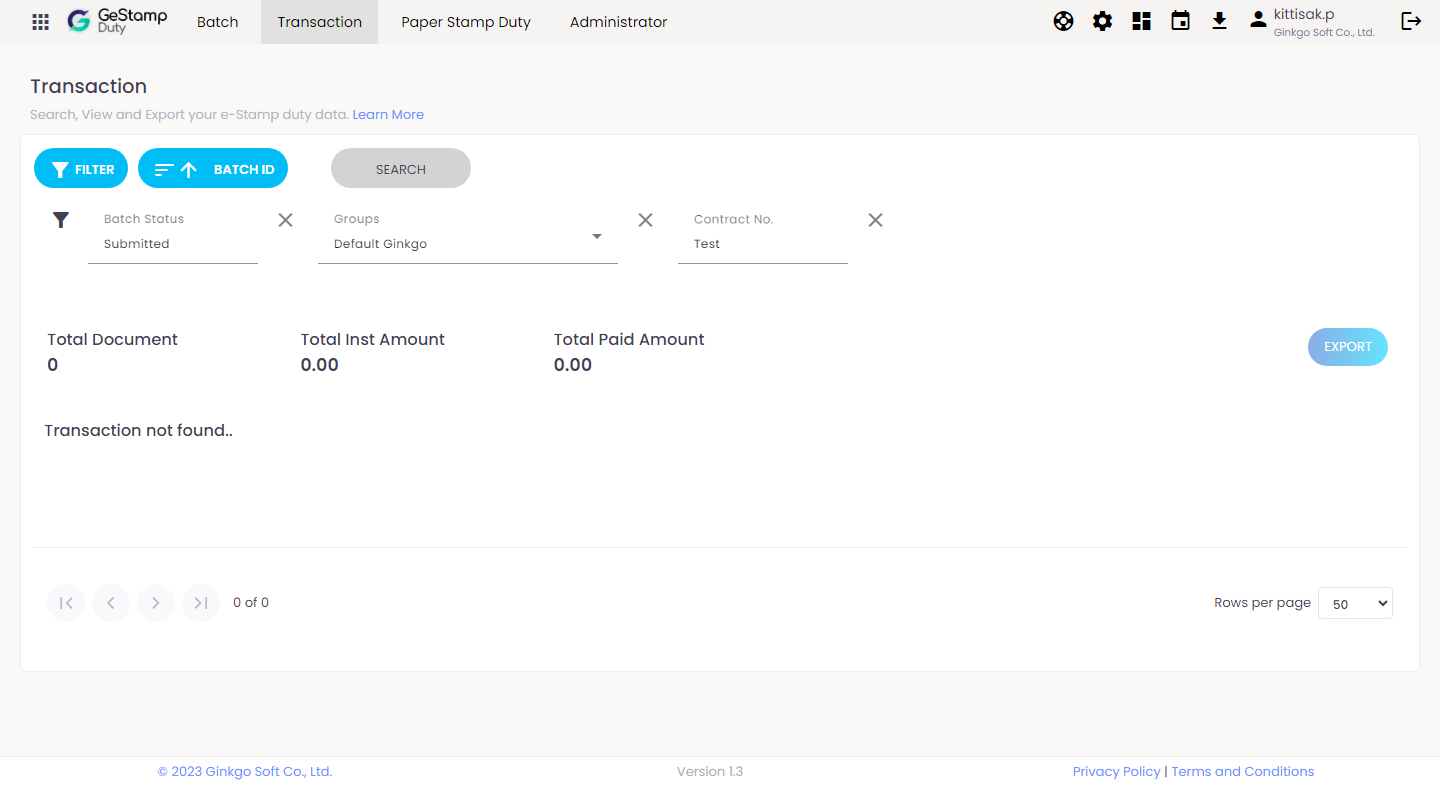 GeStamp
Duty
Batch
Transaction
Paper Stamp Duty
Administrator
kittisak.p
Ginkgo Soft Co., Ltd.
Transaction
Search, View and Export your e-Stamp duty data. Learn More
FILTER
BATCH ID
SEARCH
Batch Status
Submitted
Groups
Default Ginkgo
Contract No.
Test
Total Document
0
Total Inst Amount
0.00
Total Paid Amount
0.00
EXPORT
Transaction not found..
0 of 0
Rows per page
50
© 2023 Ginkgo Soft Co., Ltd.
Version 1.3
Privacy Policy | Terms and Conditions